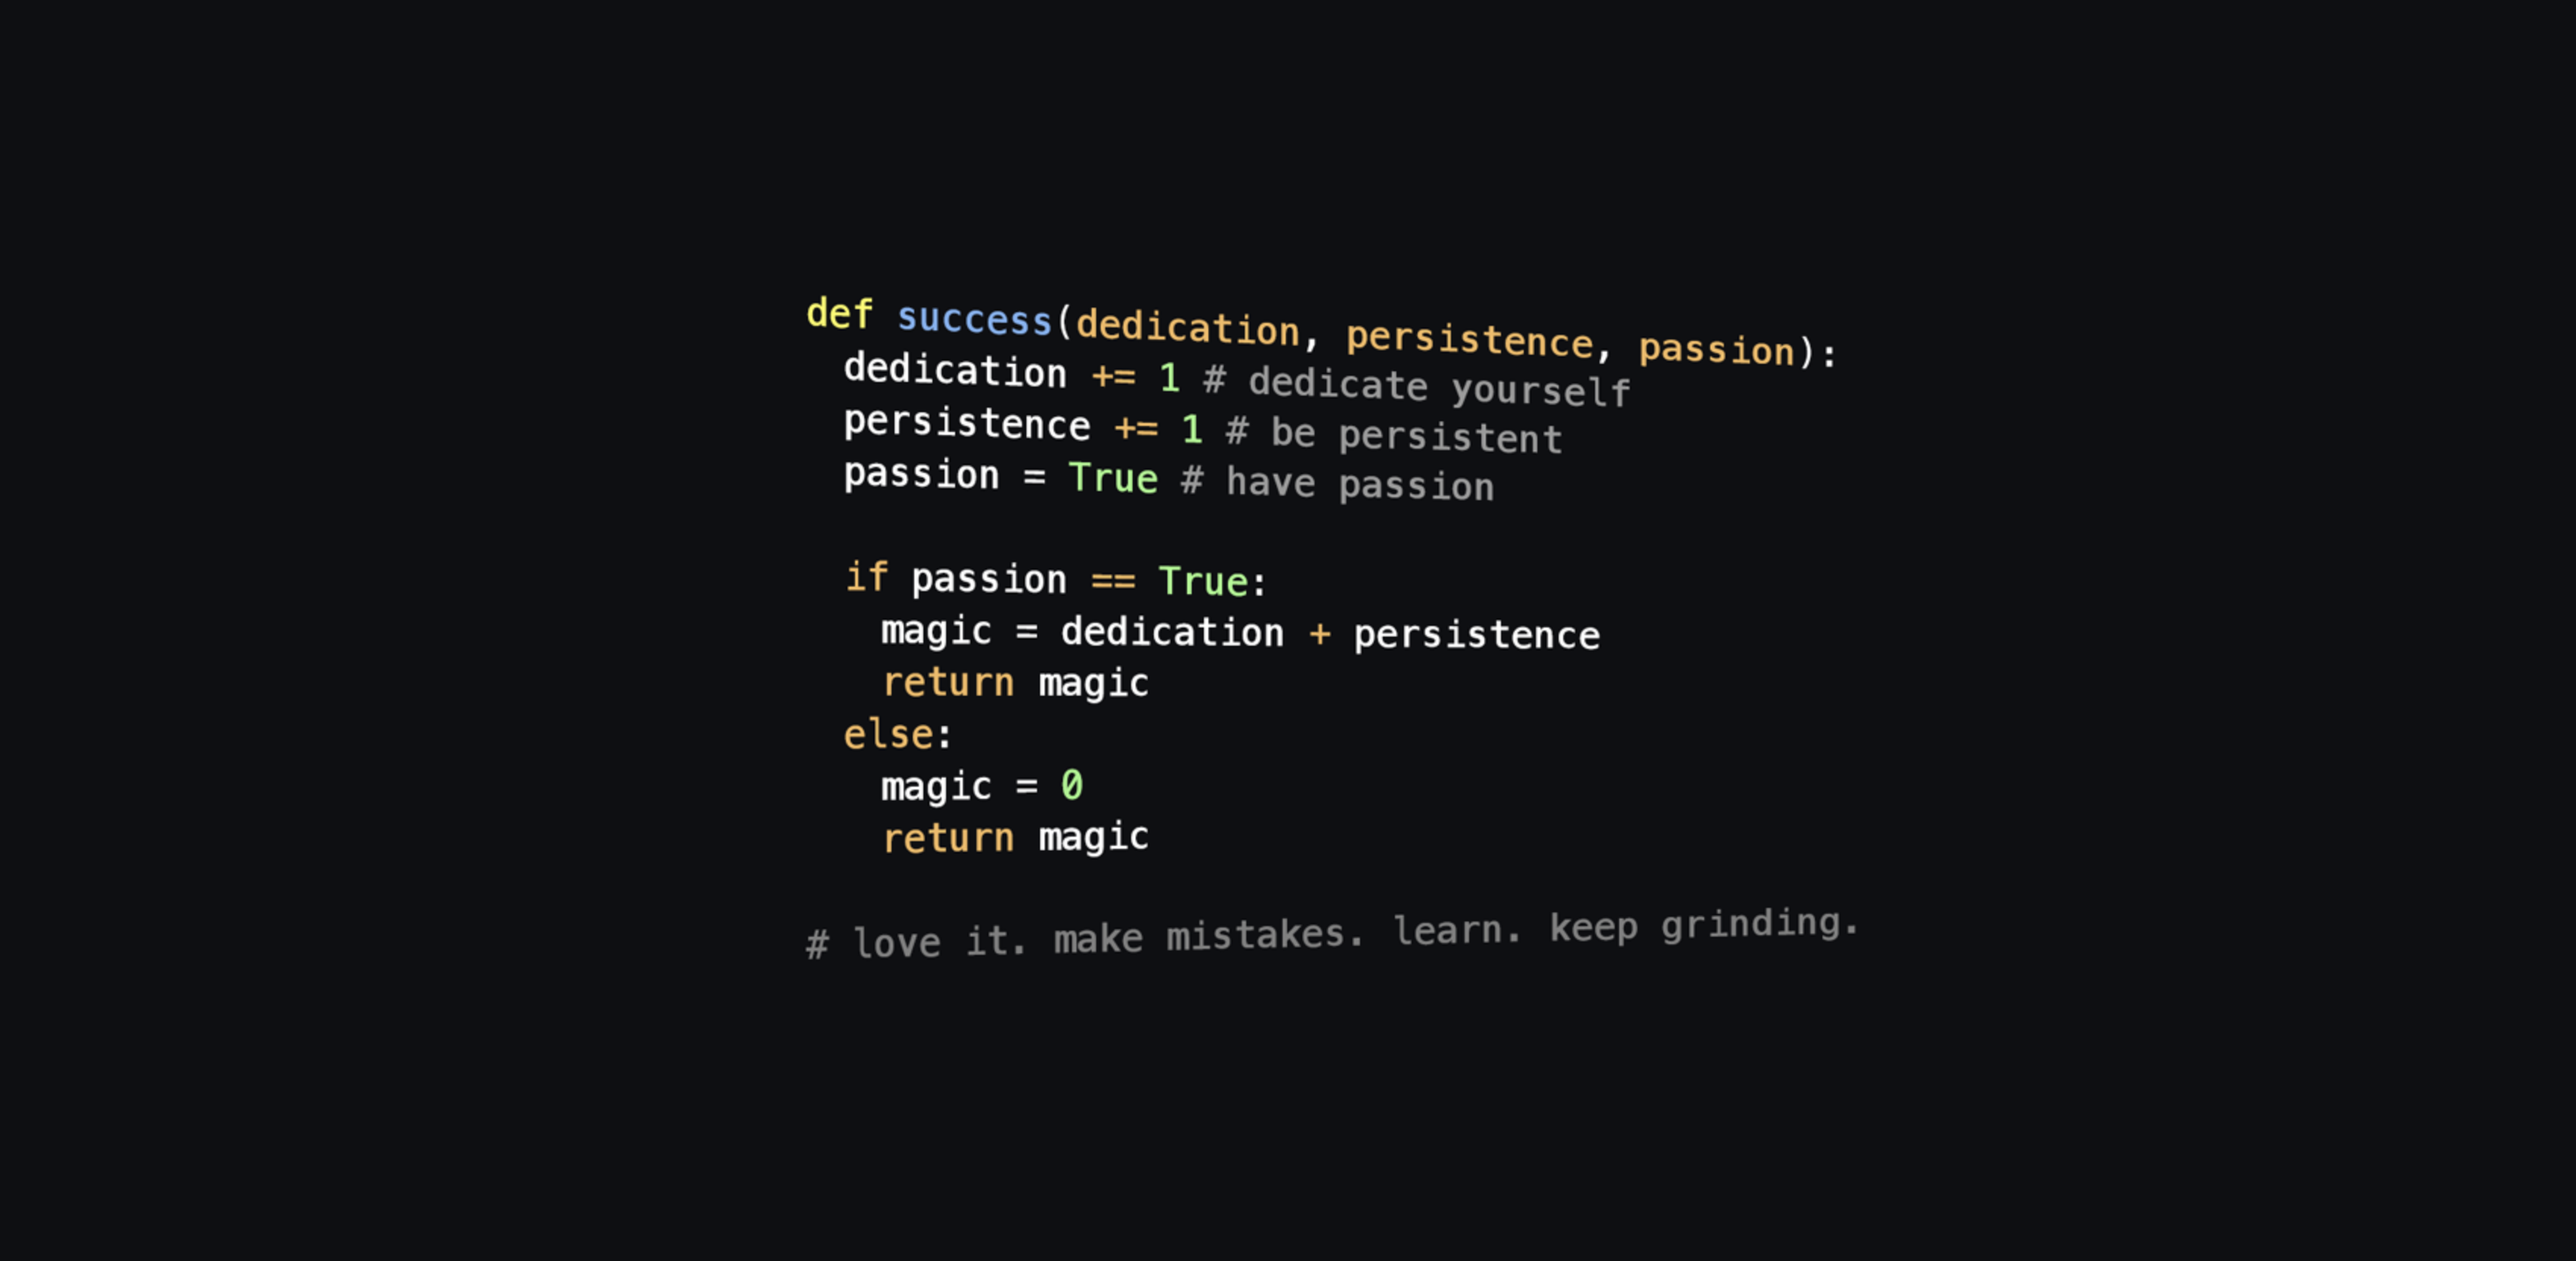 def success(dedication, persistence, passion):
  dedication += 1 # dedicate yourself
  persistence += 1 # be persistent
  passion = True # have passion

  if passion == True:
    magic = dedication + persistence
    return magic
  else:
    magic = 0
    return magic

# love it. make mistakes. learn. keep grinding.